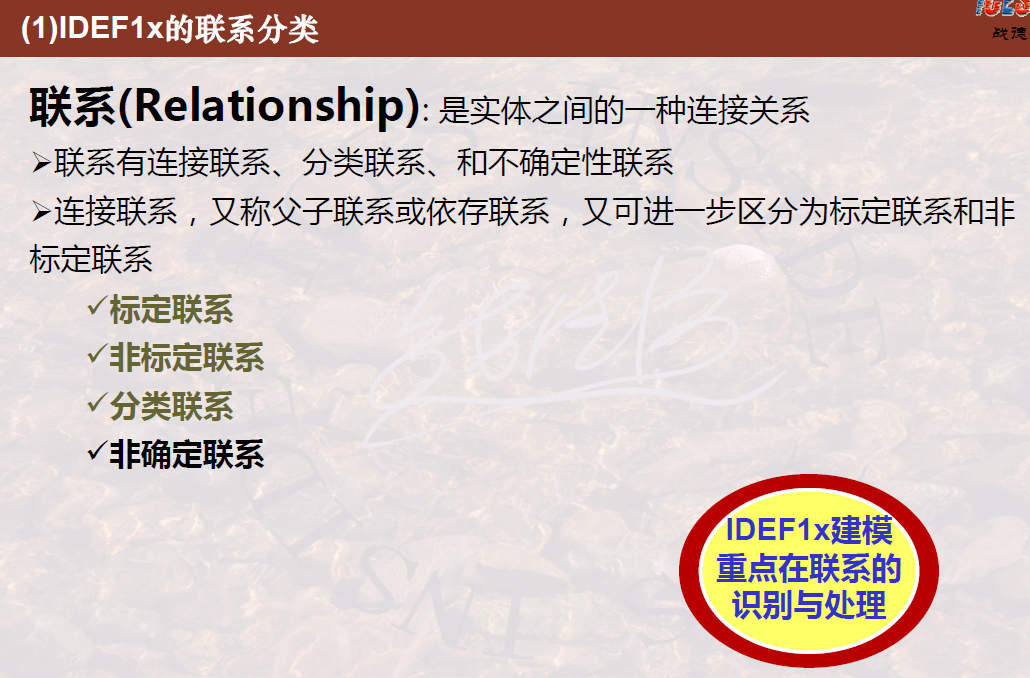 (1)IDEF1x的联系分类
战德
联系(Relationship): 是实体之间的一种连接关系
➢联系有连接联系、分类联系、和不确定性联系
➢连接联系，又称父子联系或依存联系，又可进一步区分为标定联系和非
标定联系
✓标定联系
✓非标定联系
✓分类联系
✓非确定联系
IDEF1x建模
重点在联系的
识别与处理